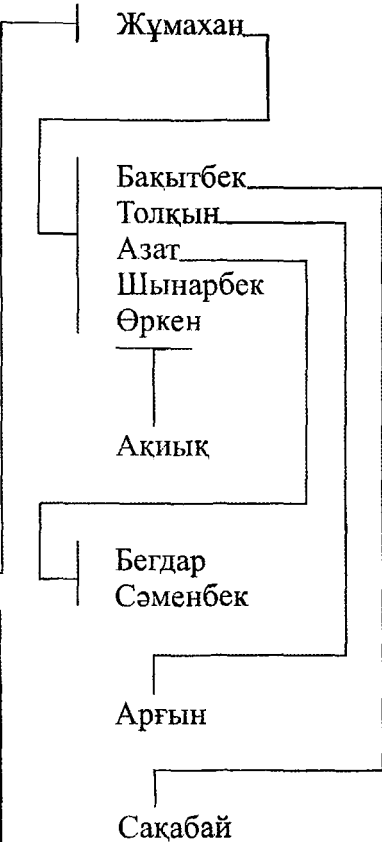 Жұмахан
Бақытбек
Толқын
Азат
Шынарбек
Өркен
Ақиық
Бегдар
Сәменбек
Арғын
Сақабай